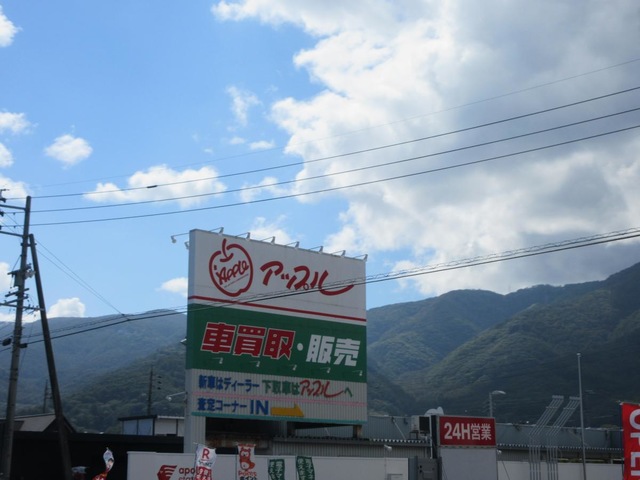 Apple アップル
車買取・販売
新車はディーラー 下取車はアップルへ
査定コーナー IN
24H営業
apollo